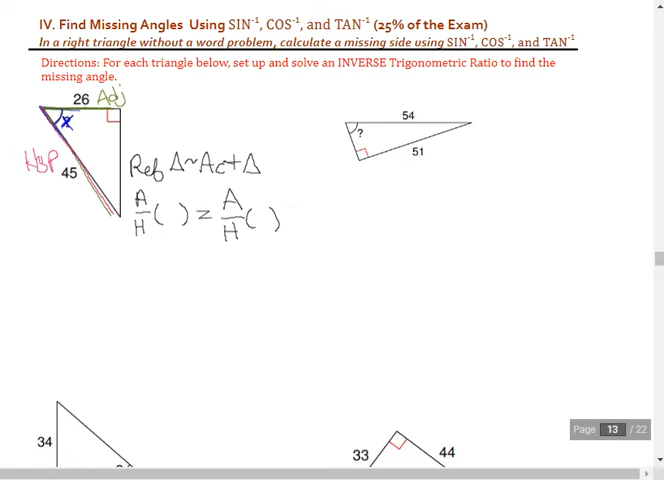 IV. Find Missing Angles Using SIN⁻¹, COS⁻¹, and TAN⁻¹ (25% of the Exam)
In a right triangle without a word problem, calculate a missing side using SIN⁻¹, COS⁻¹, and TAN⁻¹
Directions: For each triangle below, set up and solve an INVERSE Trigonometric Ratio to find the
missing angle.
26 Adj
x
Hyp
45
Ref Δ ~ Act Δ
A/H ( ) = A/H ( )
54
?
51
34
33
44
Page 13 / 22